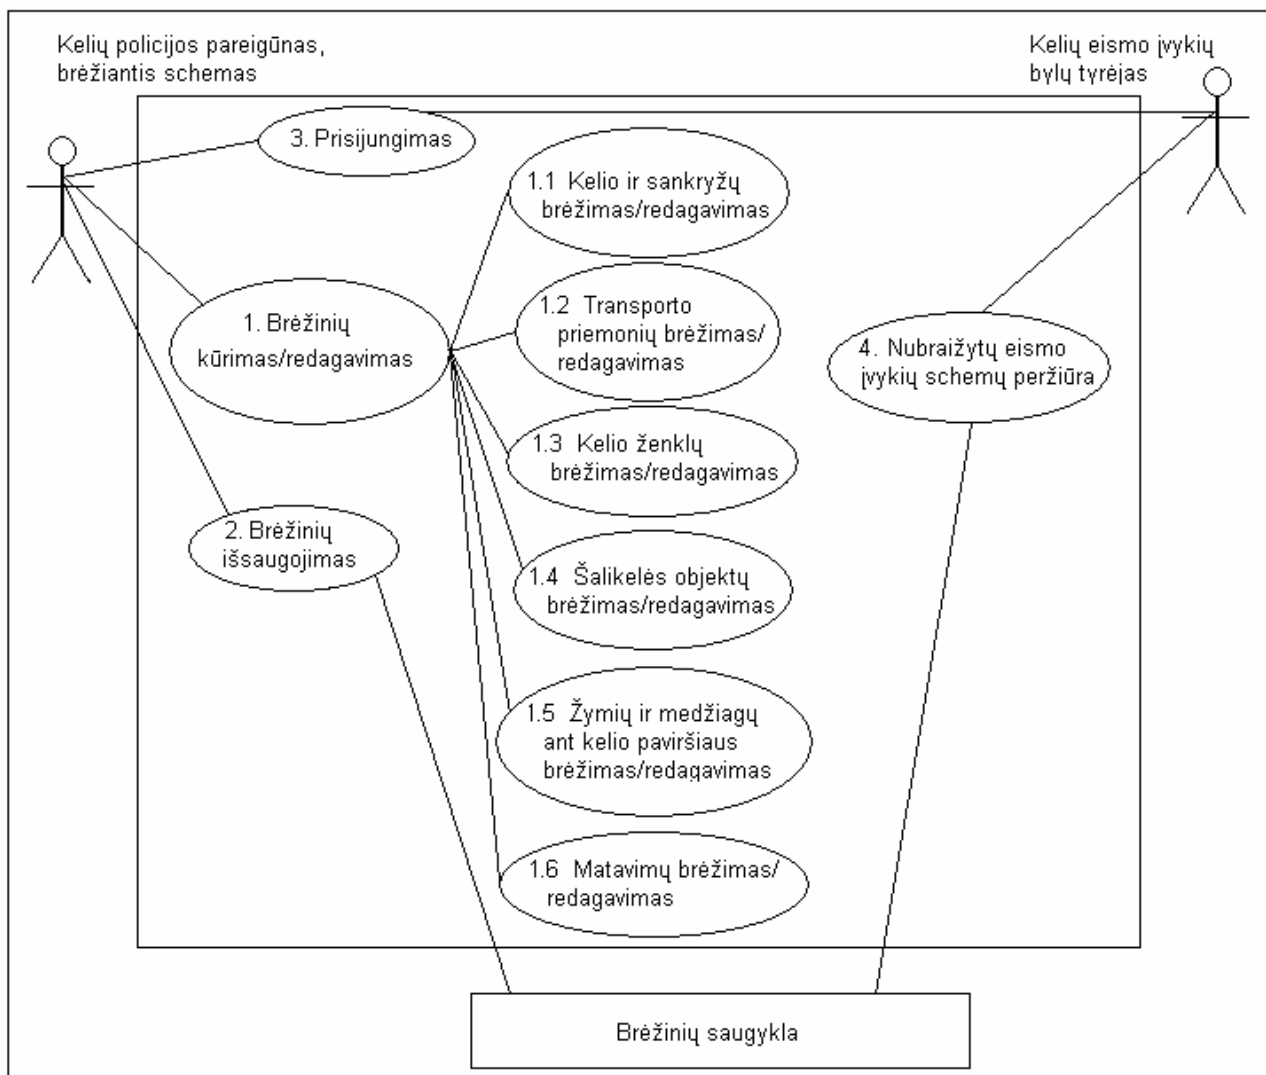 Kelių policijos pareigūnas,
brėžiantis schemas
Kelių eismo įvykių
bylų tyrėjas
3. Prisijungimas
1.1 Kelio ir sankryžų
brėžimas/redagavimas
1. Brėžinių
kūrimas/redagavimas
1.2 Transporto
priemonių brėžimas/
redagavimas
4. Nubraižytų eismo
įvykių schemų peržiūra
1.3 Kelio ženklų
brėžimas/redagavimas
2. Brėžinių
išsaugojimas
1.4 Šalikelės objektų
brėžimas/redagavimas
1.5 Žymių ir medžiagų
ant kelio paviršiaus
brėžimas/redagavimas
1.6 Matavimų brėžimas/
redagavimas
Brėžinių saugykla